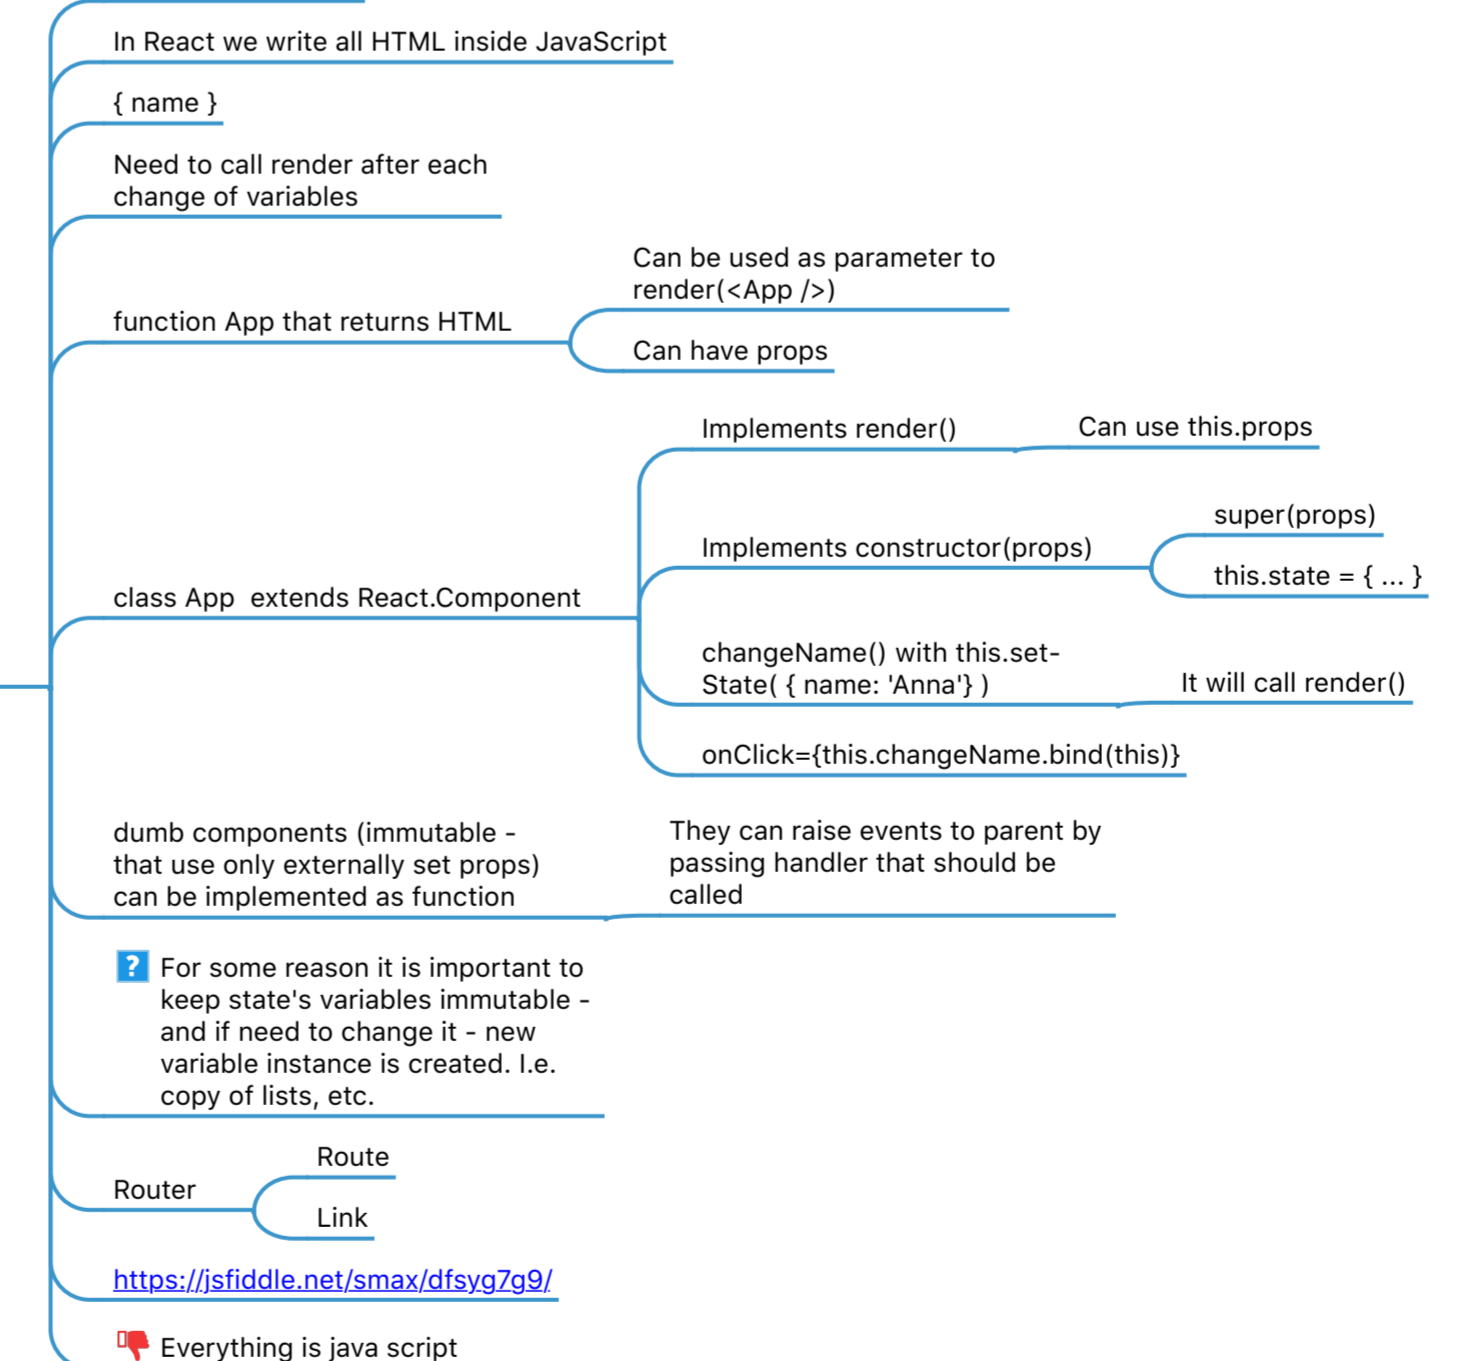 In React we write all HTML inside JavaScript
{ name }
Need to call render after each
change of variables
function App that returns HTML
Can be used as parameter to
render(<App />)
Can have props
class App  extends React.Component
Implements render()
Can use this.props
Implements constructor(props)
super(props)
this.state = { ... }
changeName() with this.set-
State( { name: 'Anna'} )
It will call render()
onClick={this.changeName.bind(this)}
dumb components (immutable -
that use only externally set props)
can be implemented as function
They can raise events to parent by
passing handler that should be
called
?
For some reason it is important to
keep state's variables immutable -
and if need to change it - new
variable instance is created. I.e.
copy of lists, etc.
Router
Route
Link
https://jsfiddle.net/smax/dfsyg7g9/
Everything is java script